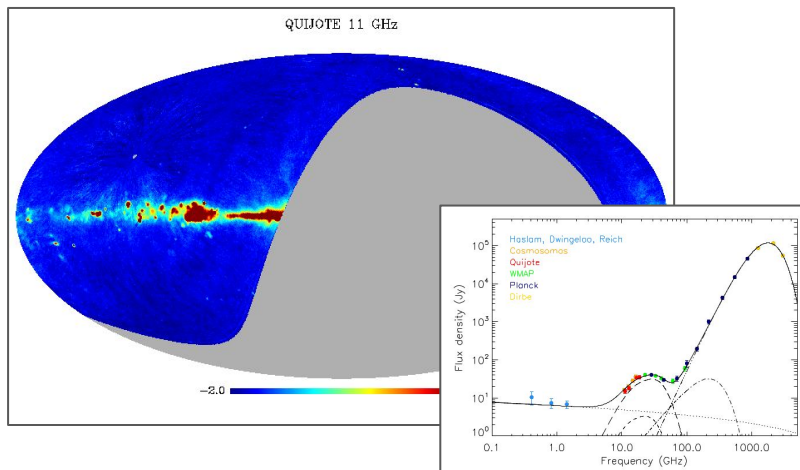 QUIJOTE 11 GHz
−2.0
Haslam, Dwingeloo, Reich
Cosmosomos
Quijote
WMAP
Planck
Dirbe
Flux density (Jy)
10⁵
10⁴
10³
10²
10¹
10⁰
0.1
1.0
10.0
100.0
1000.0
Frequency (GHz)